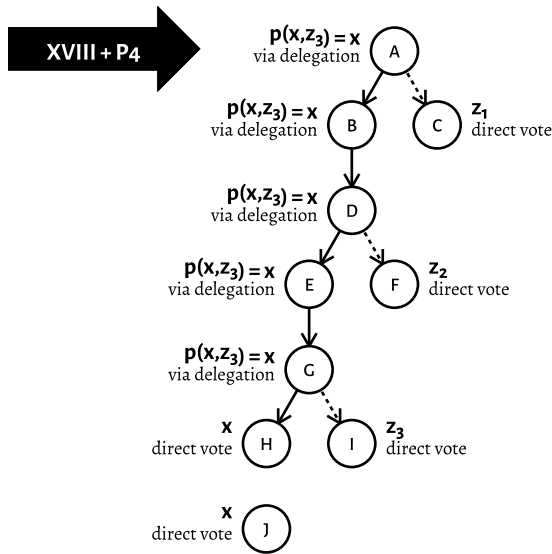 XVIII + P4
p(x,z₃) = x
via delegation
A
p(x,z₃) = x
via delegation
B
C
z₁
direct vote
p(x,z₃) = x
via delegation
D
p(x,z₃) = x
via delegation
E
F
z₂
direct vote
p(x,z₃) = x
via delegation
G
x
direct vote
H
I
z₃
direct vote
x
direct vote
J